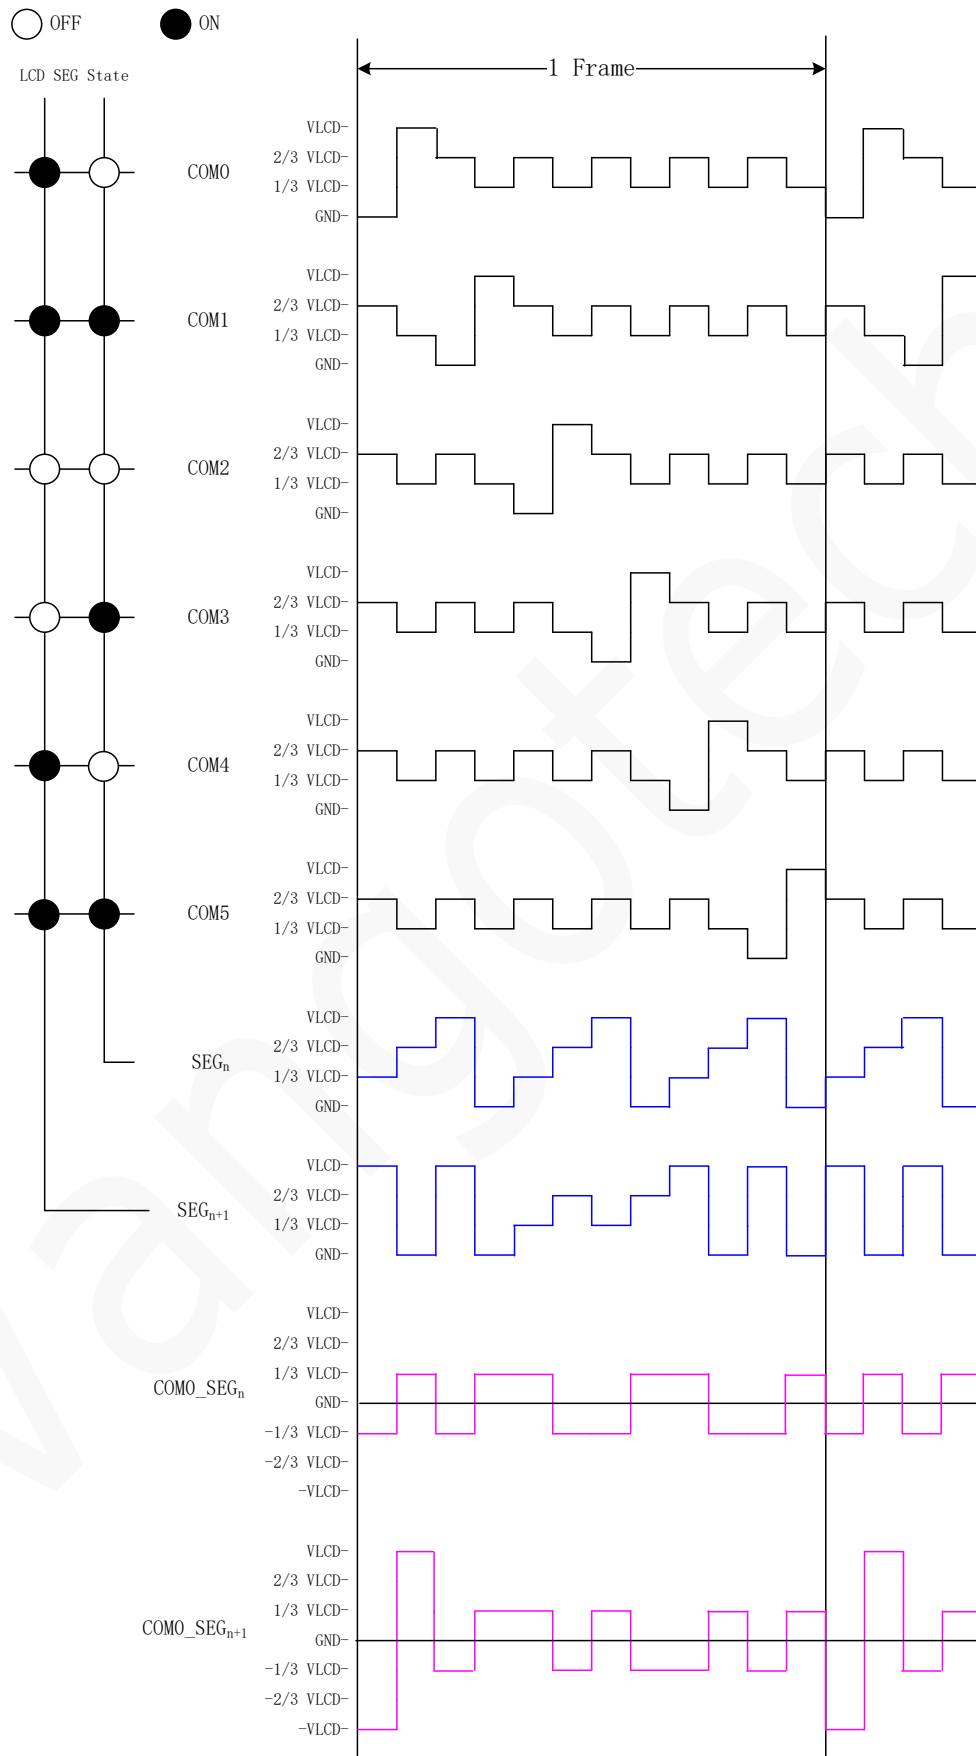 OFF ON
LCD SEG State
1 Frame
COM0
VLCD-
2/3 VLCD-
1/3 VLCD-
GND-
COM1
VLCD-
2/3 VLCD-
1/3 VLCD-
GND-
COM2
VLCD-
2/3 VLCD-
1/3 VLCD-
GND-
COM3
VLCD-
2/3 VLCD-
1/3 VLCD-
GND-
COM4
VLCD-
2/3 VLCD-
1/3 VLCD-
GND-
COM5
VLCD-
2/3 VLCD-
1/3 VLCD-
GND-
SEGn
VLCD-
2/3 VLCD-
1/3 VLCD-
GND-
SEGn+1
VLCD-
2/3 VLCD-
1/3 VLCD-
GND-
COM0_SEGn
VLCD-
2/3 VLCD-
1/3 VLCD-
GND-
-1/3 VLCD-
-2/3 VLCD-
-VLCD-
COM0_SEGn+1
VLCD-
2/3 VLCD-
1/3 VLCD-
GND-
-1/3 VLCD-
-2/3 VLCD-
-VLCD-
vangotech